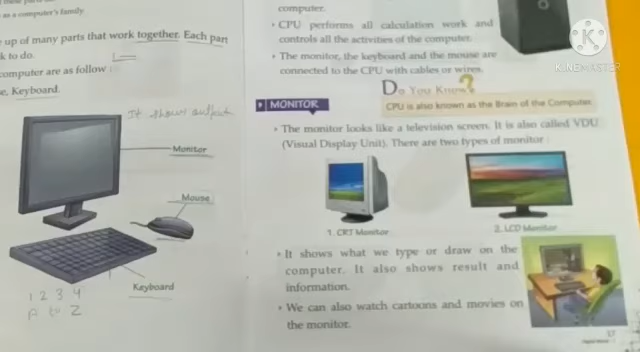 as a computer's family.
up of many parts that work together. Each part
k to do.
computer are as follow :
e, Keyboard.
It shows output
Monitor
Mouse
Keyboard
1 2 3 4
A to Z
computer.
• CPU performs all calculation work and
controls all the activities of the computer.
• The monitor, the keyboard and the mouse are
connected to the CPU with cables or wires.
Do You Know?
CPU is also known as the Brain of the Computer.
MONITOR
• The monitor looks like a television screen. It is also called VDU
(Visual Display Unit). There are two types of monitor :
1. CRT Monitor
2. LCD Monitor
• It shows what we type or draw on the
computer. It also shows result and
information.
• We can also watch cartoons and movies on
the monitor.
K
KINEMASTER